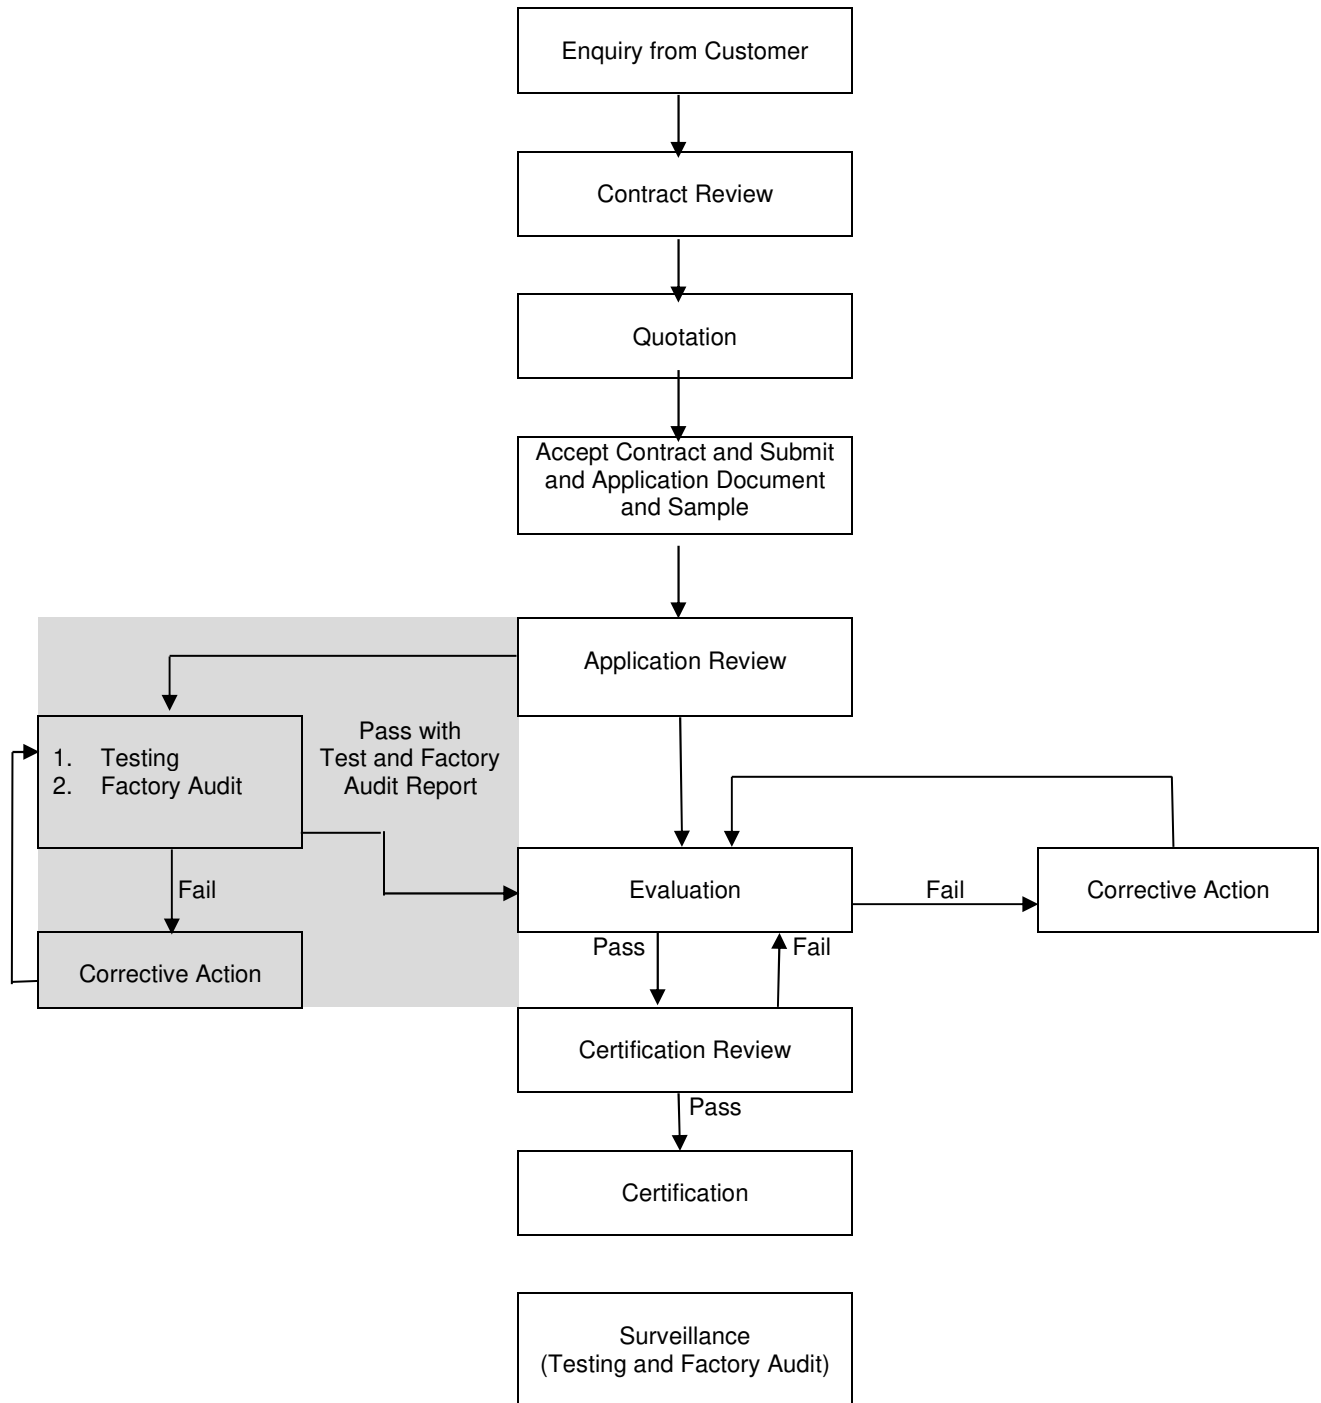 Enquiry from Customer
Contract Review
Quotation
Accept Contract and Submit
and Application Document
and Sample
Application Review
Pass with
Test and Factory
Audit Report
1. Testing
2. Factory Audit
Fail
Corrective Action
Evaluation
Fail
Corrective Action
Pass
Fail
Certification Review
Pass
Certification
Surveillance
(Testing and Factory Audit)